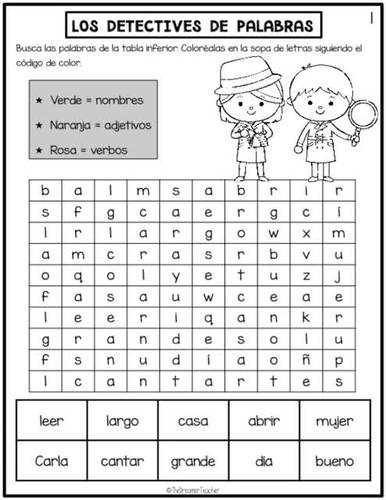 1
LOS DETECTIVES DE PALABRAS
Busca las palabras de la tabla inferior. Coloréalas en la sopa de letras siguiendo el
código de color.
★ Verde = nombres
★ Naranja = adjetivos
★ Rosa = verbos
b a l m s a b r i r
s f g c a e r g c í
l r l a r g o w x m
a m c r a s r b v u
o q o l y e t u z j
f a s a u w c e a e
l e e r i q a n k r
g r a n d e s o l u
f s n u d í a o ñ p
l c a n t a r t e s
leer largo casa abrir mujer
Carla cantar grande día bueno
©TheStreamerTeacher